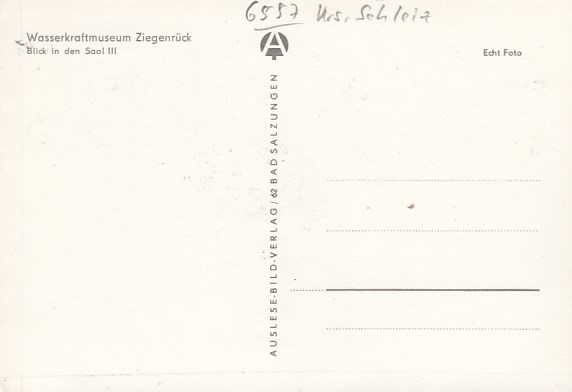 6557 Krs. Schleiz
Wasserkraftmuseum Ziegenrück
Blick in den Saal III
Echt Foto
A
AUSLESE-BILD-VERLAG / 62 BAD SALZUNGEN